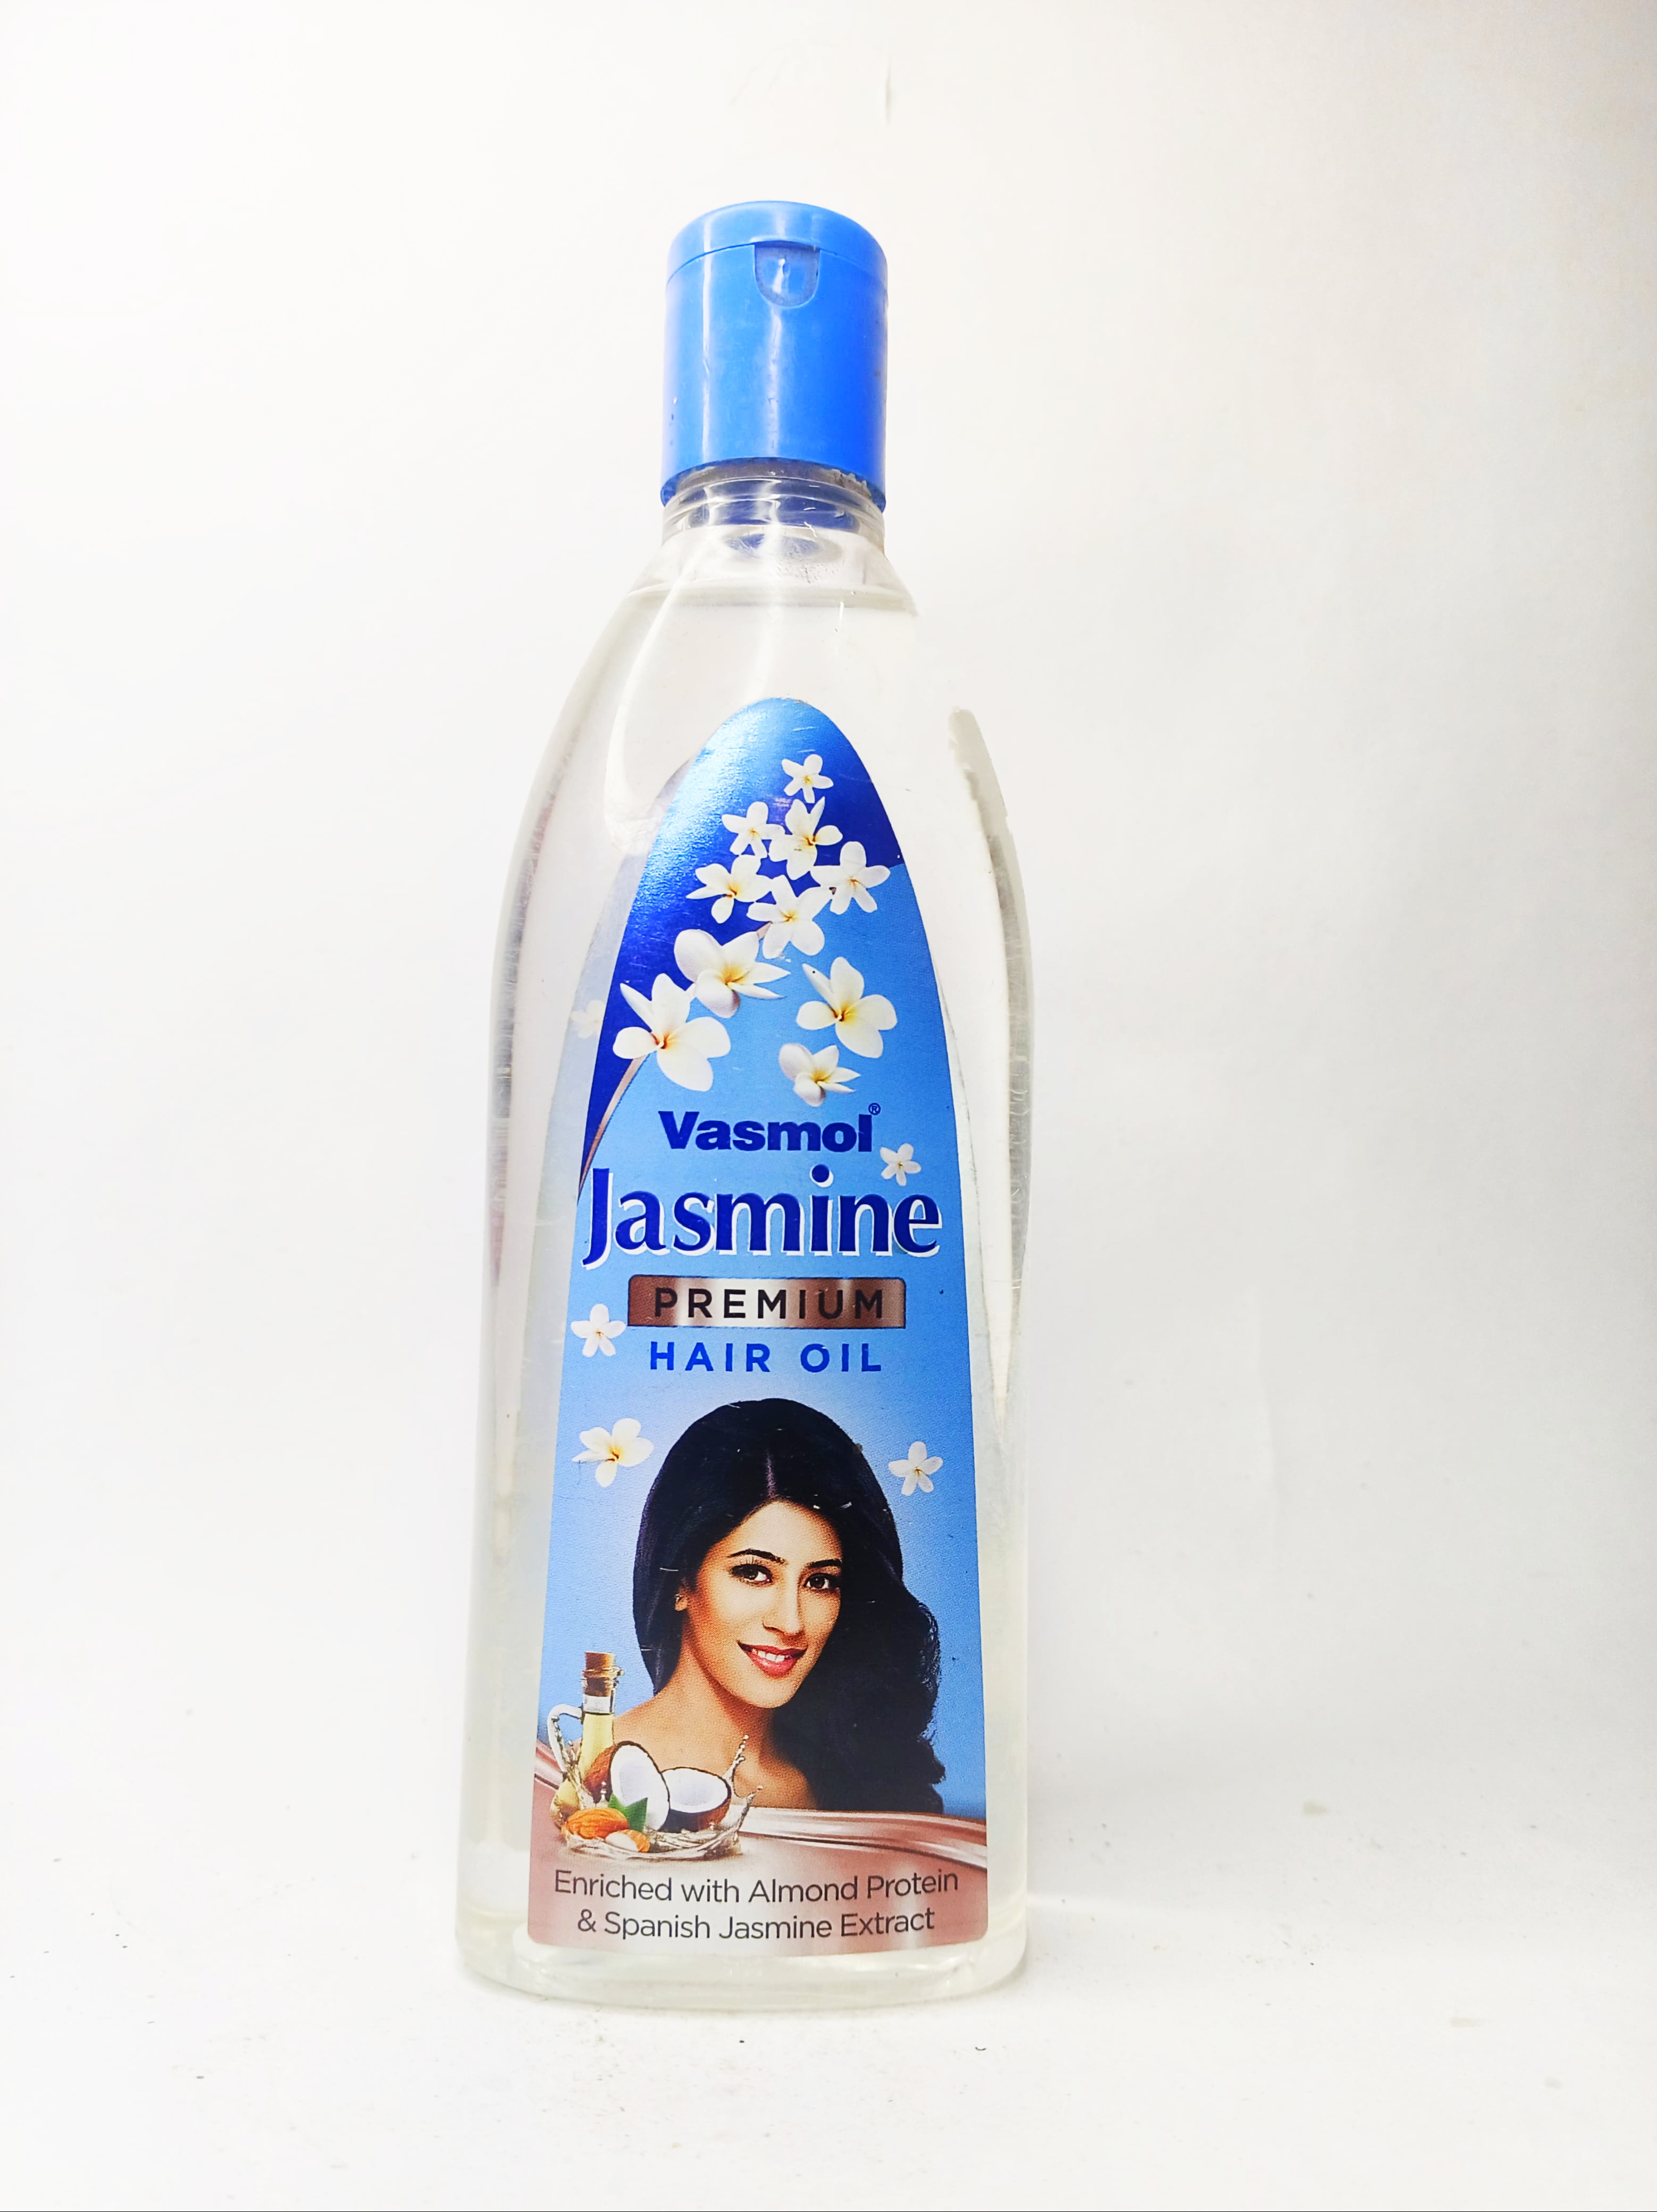 Vasmol®
Jasmine
PREMIUM
HAIR OIL
Enriched with Almond Protein
& Spanish Jasmine Extract